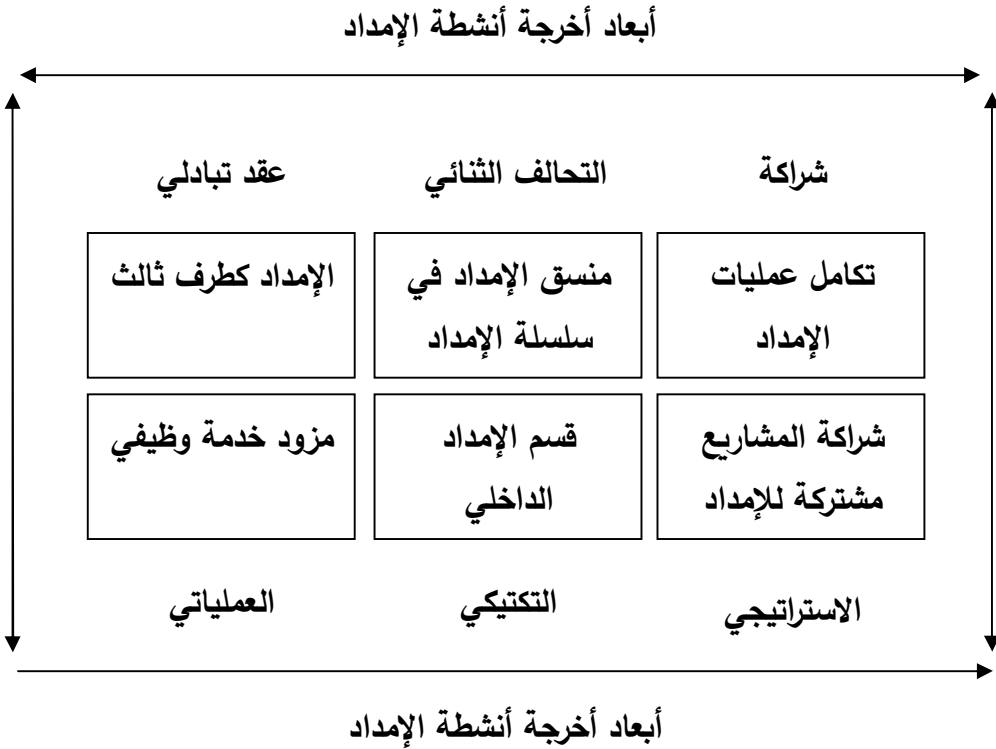 أبعاد أخرجة أنشطة الإمداد
شراكة
التحالف الثنائي
عقد تبادلي
تكامل عمليات
الإمداد
منسق الإمداد في
سلسلة الإمداد
الإمداد كطرف ثالث
شراكة المشاريع
مشتركة للإمداد
قسم الإمداد
الداخلي
مزود خدمة وظيفي
الاستراتيجي
التكتيكي
العملياتي
أبعاد أخرجة أنشطة الإمداد